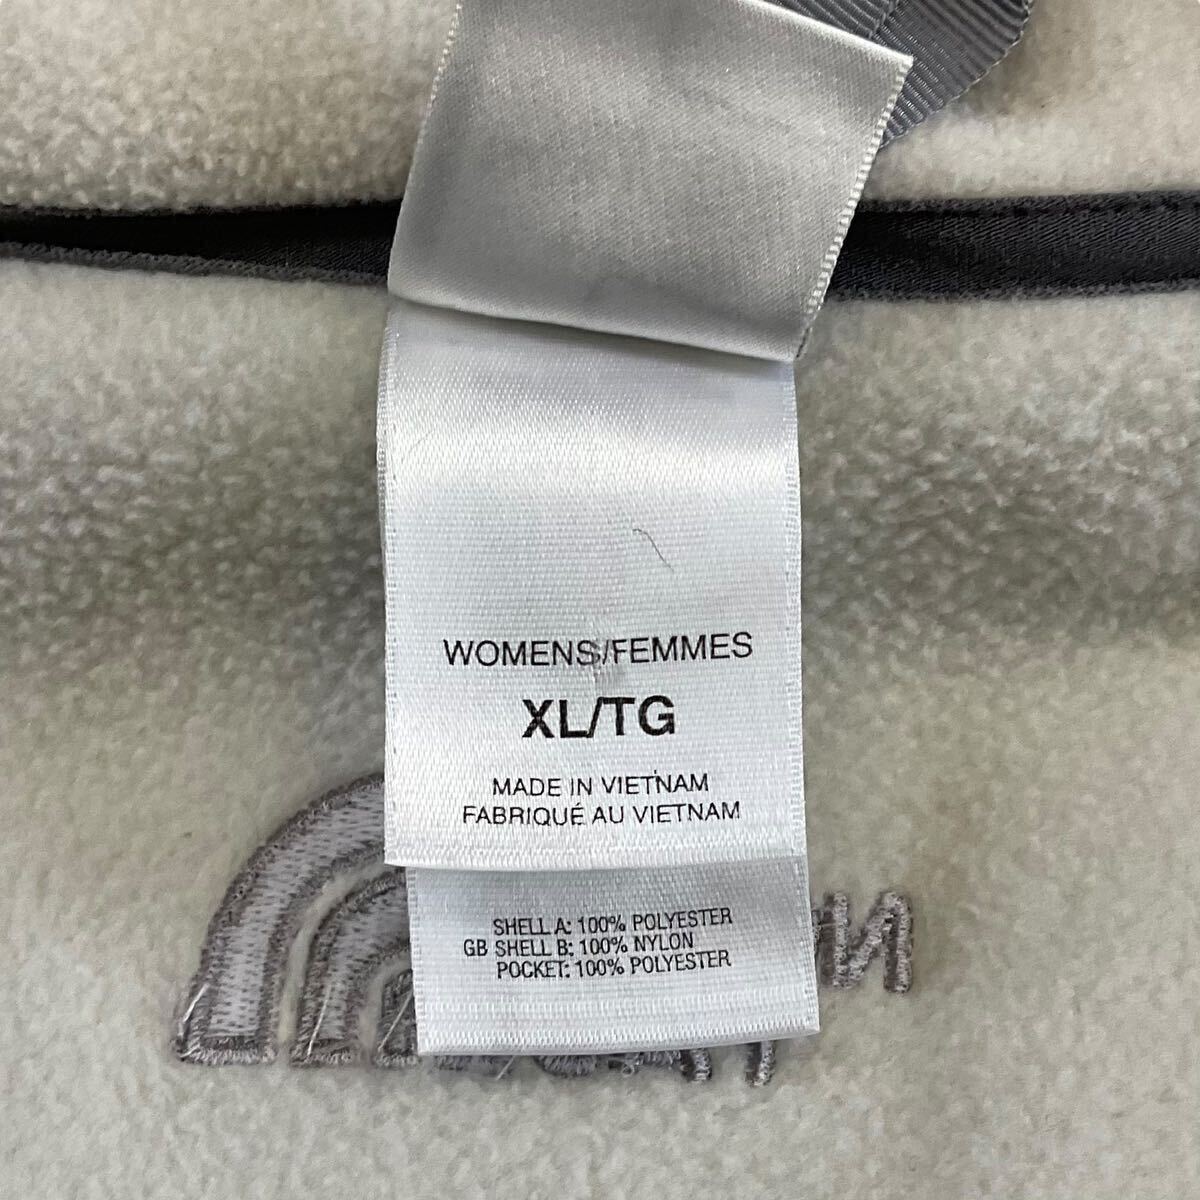 WOMENS/FEMMES
XL/TG
MADE IN VIETNAM
FABRIQUÉ AU VIETNAM
SHELL A: 100% POLYESTER
GB SHELL B: 100% NYLON
POCKET: 100% POLYESTER